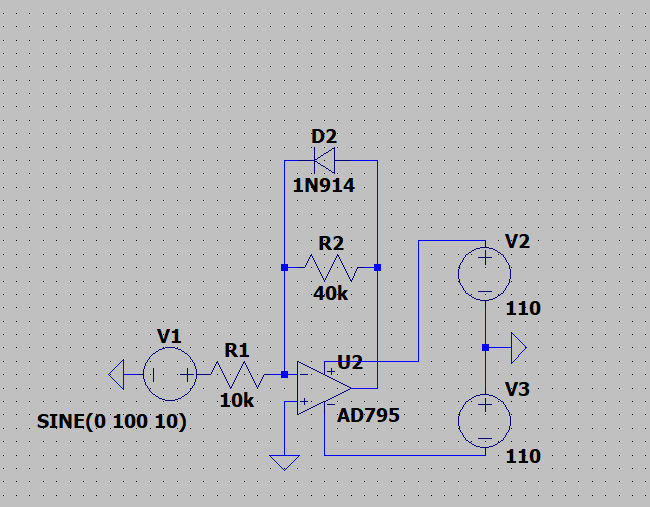 D2
1N914
R2
40k
V2
110
V1
R1
10k
SINE(0 100 10)
U2
AD795
V3
110